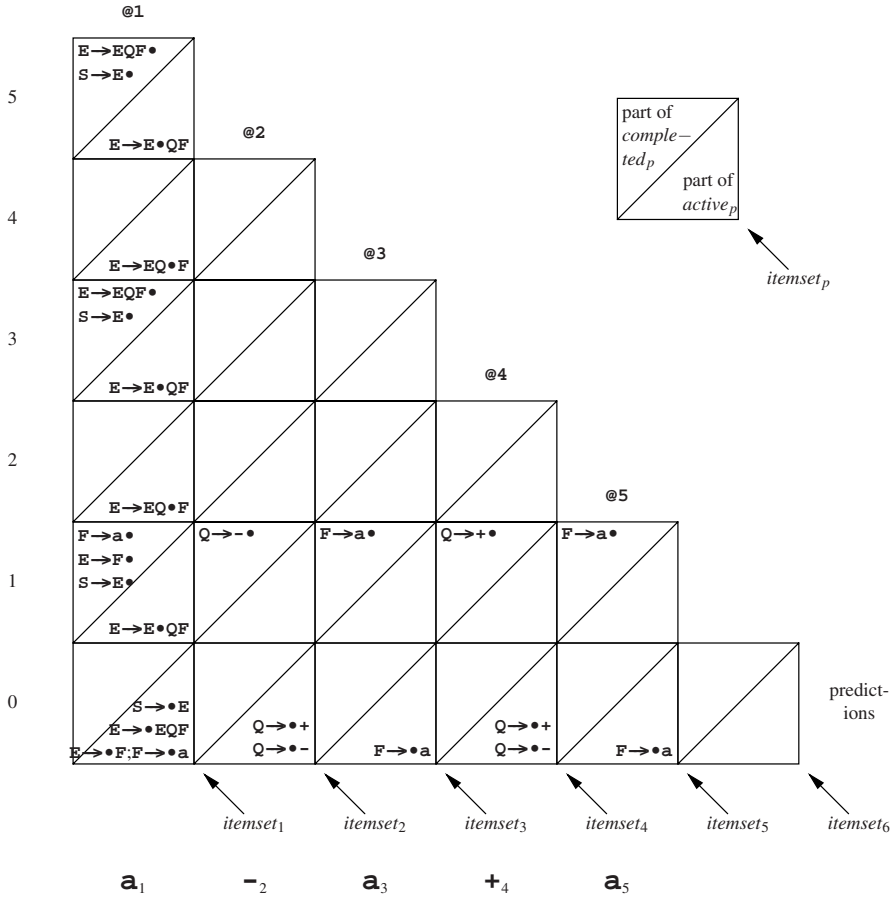 @1
E→EQF•
S→E•
5
E→E•QF
@2
part of
comple–
ted_p
part of
active_p
4
E→EQ•F
@3
itemset_p
E→EQF•
S→E•
3
E→E•QF
@4
2
E→EQ•F
@5
F→a• Q→-• F→a• Q→+• F→a•
E→F•
S→E•
1
E→E•QF
0
S→•E
E→•EQF Q→•+ Q→•+
E→•F;F→•a Q→•- F→•a Q→•- F→•a
predict-
ions
itemset_1 itemset_2 itemset_3 itemset_4 itemset_5 itemset_6
a_1 -_2 a_3 +_4 a_5